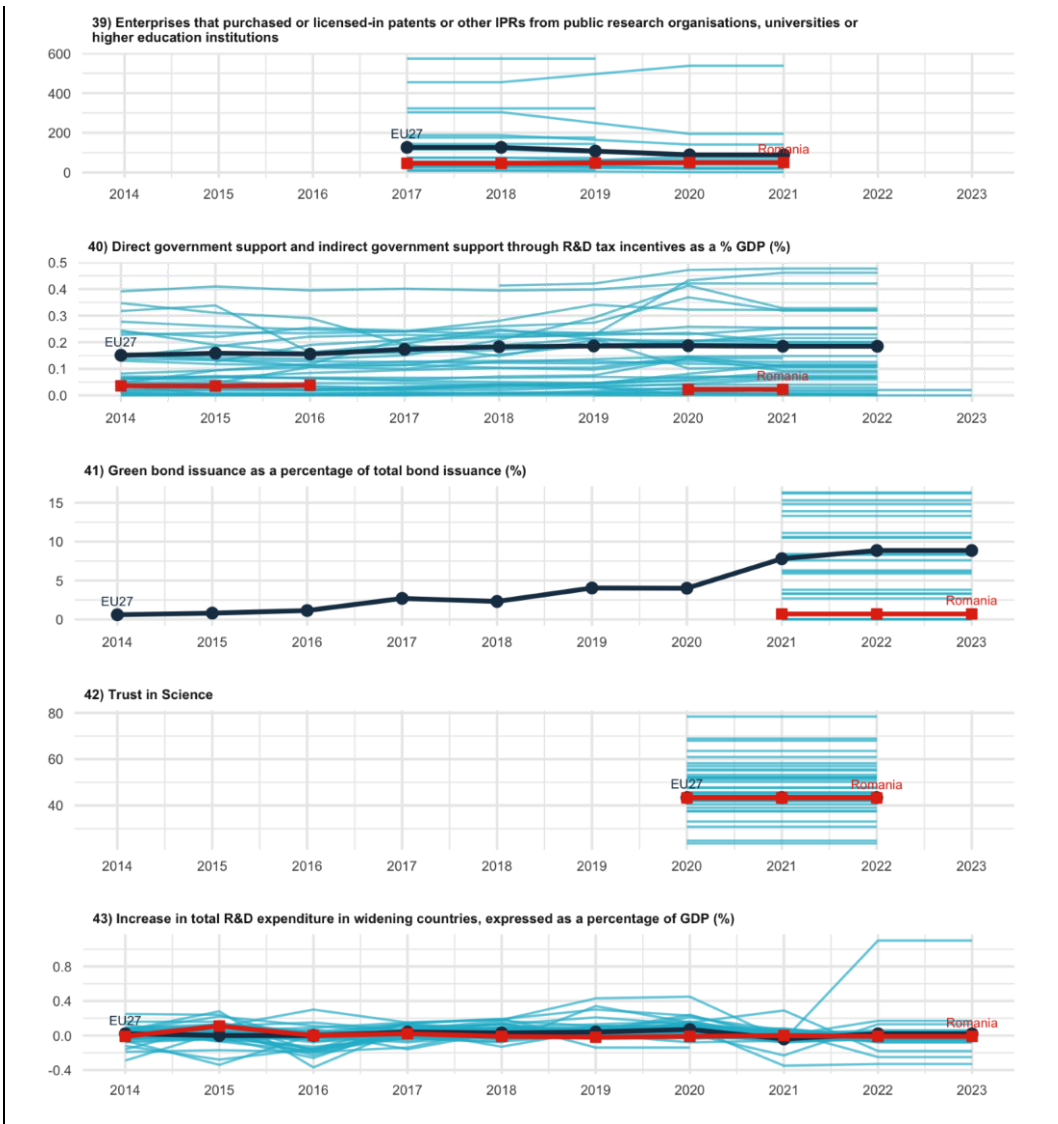 39) Enterprises that purchased or licensed-in patents or other IPRs from public research organisations, universities or
higher education institutions
600
400
200
0
EU27
Romania
2014 2015 2016 2017 2018 2019 2020 2021 2022 2023
40) Direct government support and indirect government support through R&D tax incentives as a % GDP (%)
0.5
0.4
0.3
0.2
0.1
0.0
EU27
Romania
2014 2015 2016 2017 2018 2019 2020 2021 2022 2023
41) Green bond issuance as a percentage of total bond issuance (%)
15
10
5
0
EU27
Romania
2014 2015 2016 2017 2018 2019 2020 2021 2022 2023
42) Trust in Science
80
60
40
EU27
Romania
2014 2015 2016 2017 2018 2019 2020 2021 2022 2023
43) Increase in total R&D expenditure in widening countries, expressed as a percentage of GDP (%)
0.8
0.4
0.0
-0.4
EU27
Romania
2014 2015 2016 2017 2018 2019 2020 2021 2022 2023